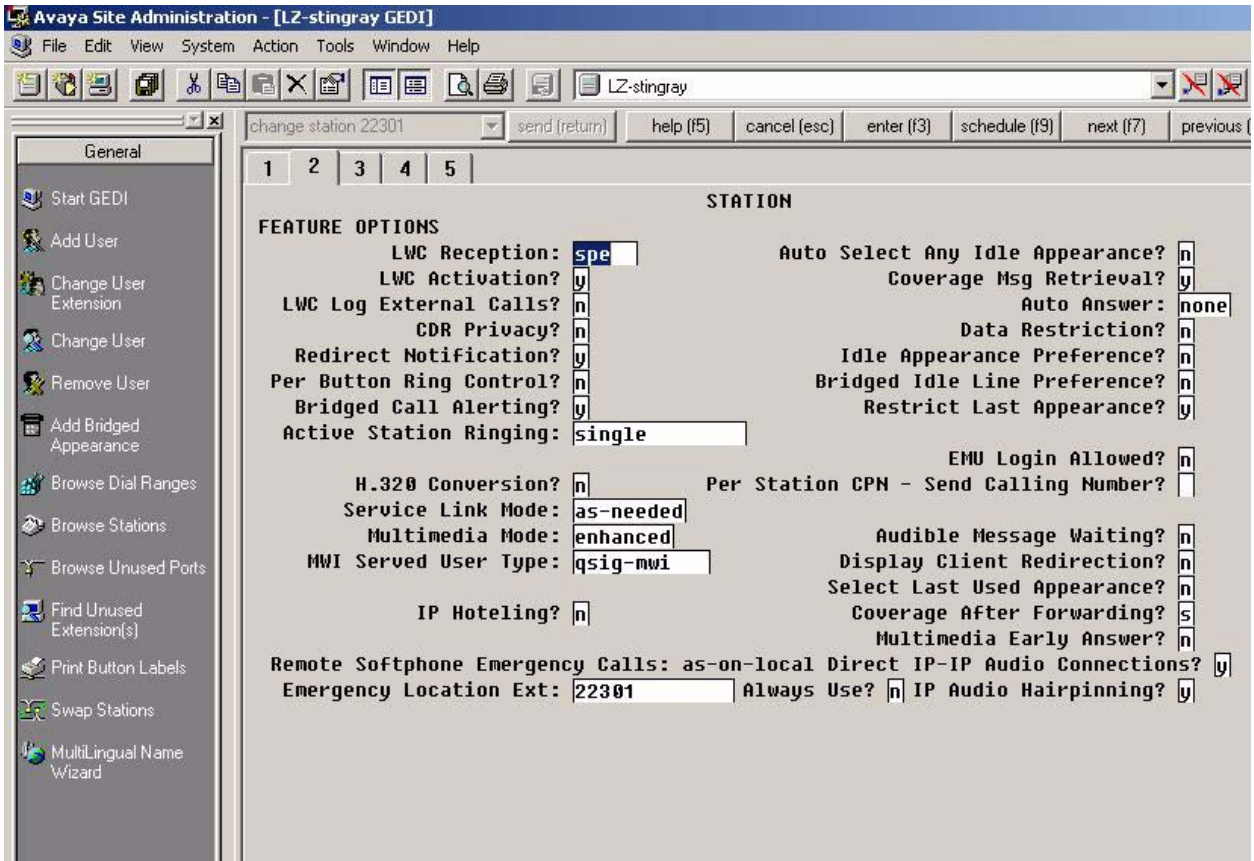 Avaya Site Administration - [LZ-stingray GEDI]
File Edit View System Action Tools Window Help
LZ-stingray
change station 22301 send (return) help (f5) cancel (esc) enter (f3) schedule (f9) next (f7) previous (
General
Start GEDI
Add User
Change User
Extension
Change User
Remove User
Add Bridged
Appearance
Browse Dial Ranges
Browse Stations
Browse Unused Ports
Find Unused
Extension(s)
Print Button Labels
Swap Stations
MultiLingual Name
Wizard
1 2 3 4 5
STATION
FEATURE OPTIONS
LWC Reception: spe Auto Select Any Idle Appearance? n
LWC Activation? y Coverage Msg Retrieval? y
LWC Log External Calls? n Auto Answer: none
CDR Privacy? n Data Restriction? n
Redirect Notification? y Idle Appearance Preference? n
Per Button Ring Control? n Bridged Idle Line Preference? n
Bridged Call Alerting? y Restrict Last Appearance? y
Active Station Ringing: single
EMU Login Allowed? n
H.320 Conversion? n Per Station CPN - Send Calling Number?
Service Link Mode: as-needed
Multimedia Mode: enhanced Audible Message Waiting? n
MWI Served User Type: qsig-mwi Display Client Redirection? n
Select Last Used Appearance? n
IP Hoteling? n Coverage After Forwarding? s
Multimedia Early Answer? n
Remote Softphone Emergency Calls: as-on-local Direct IP-IP Audio Connections? y
Emergency Location Ext: 22301 Always Use? n IP Audio Hairpinning? y